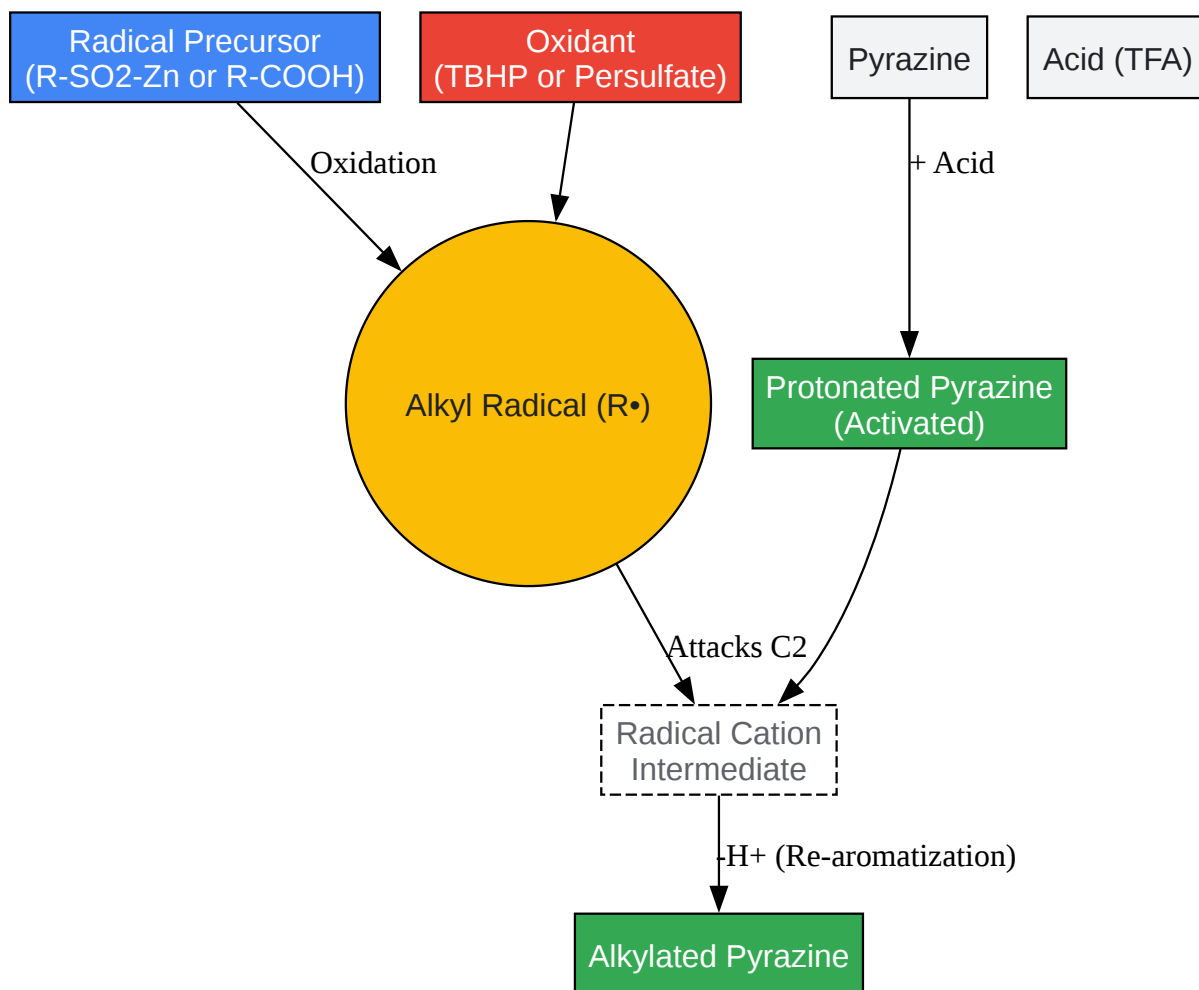 Radical Precursor
(R-SO2-Zn or R-COOH)
Oxidant
(TBHP or Persulfate)
Pyrazine
Acid (TFA)
Oxidation
+ Acid
Alkyl Radical (R•)
Protonated Pyrazine
(Activated)
Attacks C2
Radical Cation
Intermediate
-H+ (Re-aromatization)
Alkylated Pyrazine